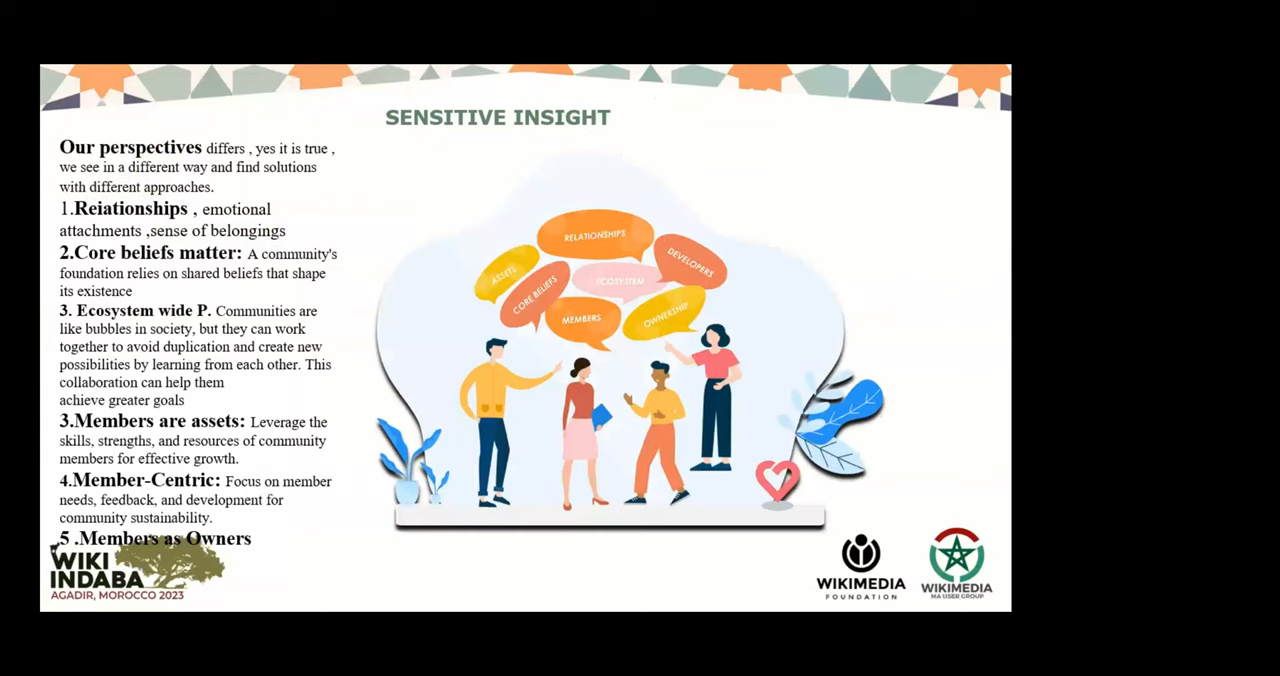 SENSITIVE INSIGHT
Our perspectives differs , yes it is true ,
we see in a different way and find solutions
with different approaches.
1.Reiationships , emotional
attachments ,sense of belongings
2.Core beliefs matter: A community's
foundation relies on shared beliefs that shape
its existence
3. Ecosystem wide P. Communities are
like bubbles in society, but they can work
together to avoid duplication and create new
possibilities by learning from each other. This
collaboration can help them
achieve greater goals
3.Members are assets: Leverage the
skills, strengths, and resources of community
members for effective growth.
4.Member-Centric: Focus on member
needs, feedback, and development for
community sustainability.
5 .Members as Owners
RELATIONSHIPS
DEVELOPERS
ASSETS
ECOSYSTEM
CORE BELIEFS
MEMBERS
OWNERSHIP
WIKI
INDABA
AGADIR, MOROCCO 2023
WIKIMEDIA
FOUNDATION
WIKIMEDIA
MA USER GROUP